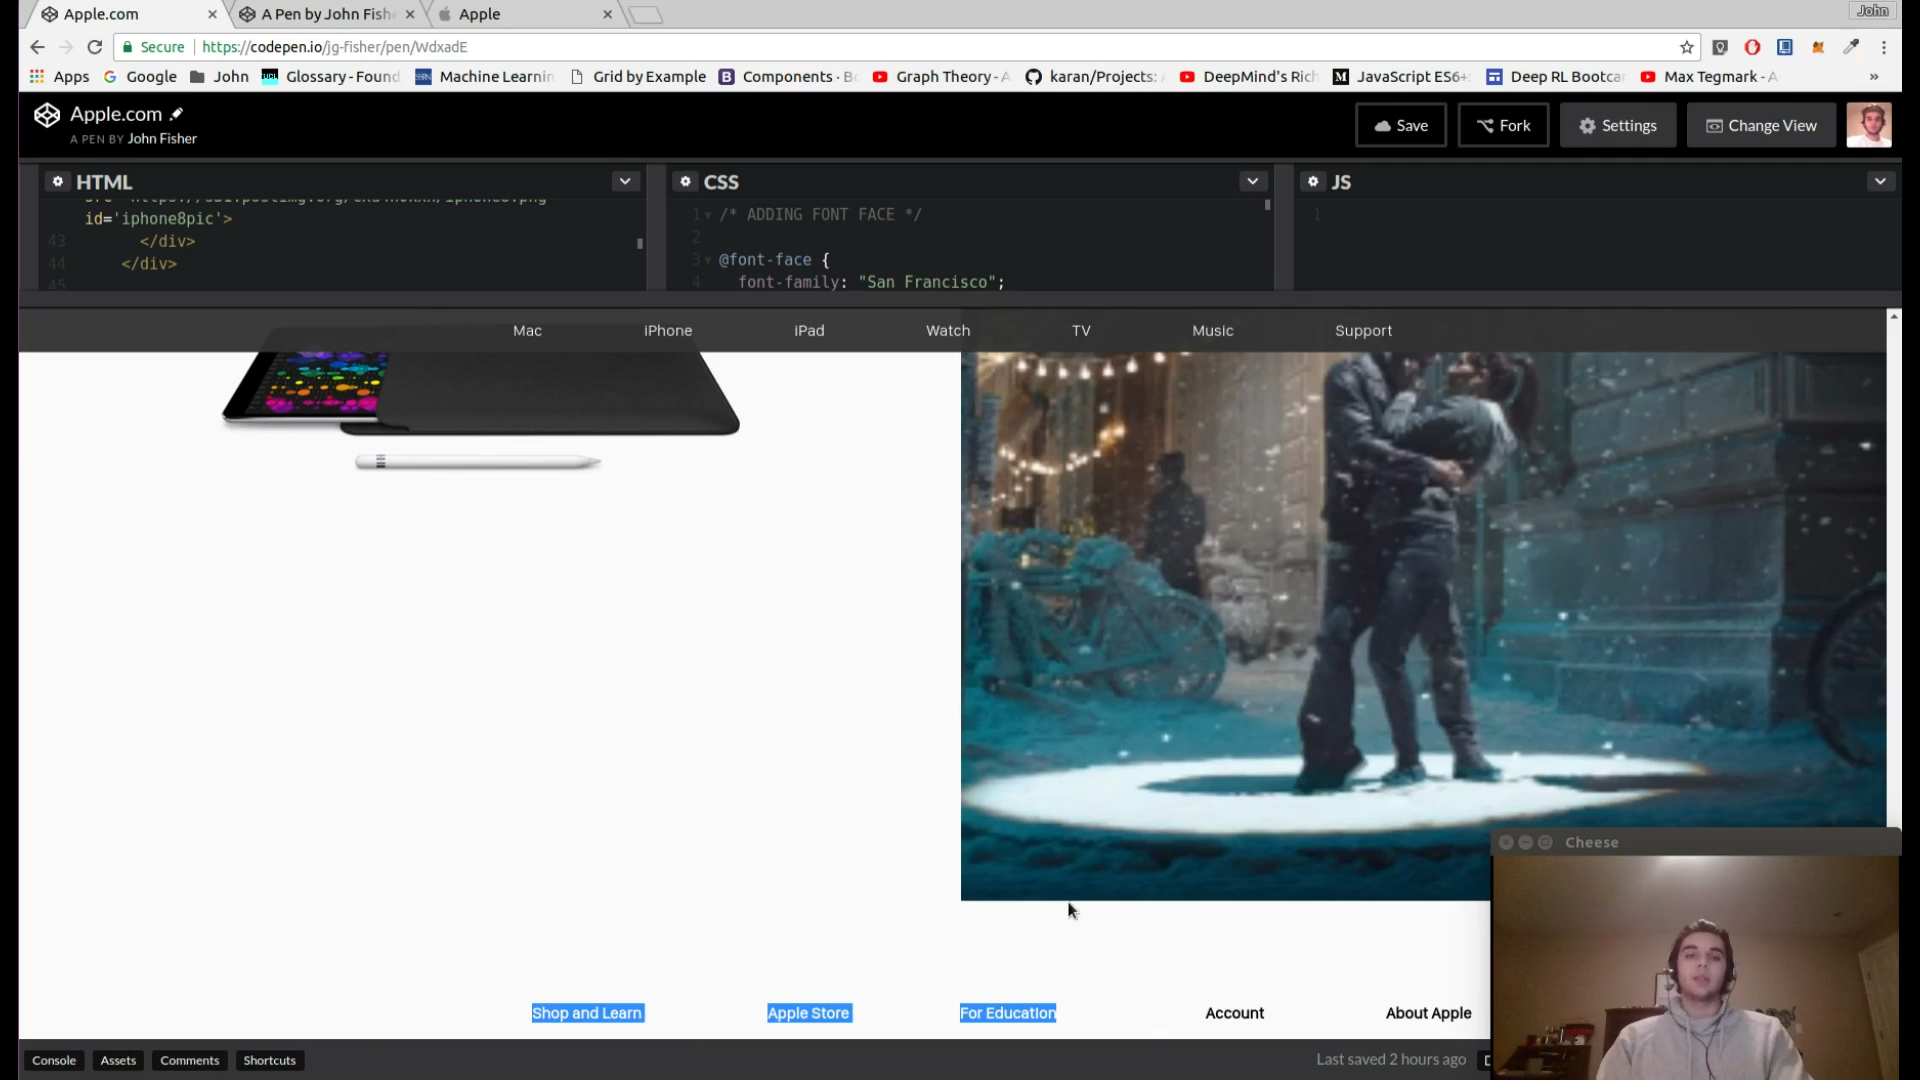 Apple.com
A Pen by John Fish
Apple
John
Secure
https://codepen.io/jg-fisher/pen/WdxadE
Apps
Google
John
Glossary - Found
Machine Learnin
Grid by Example
Components · B
Graph Theory - A
karan/Projects:
DeepMind's Rich
JavaScript ES6+:
Deep RL Bootca
Max Tegmark - A
»
Apple.com
A PEN BY John Fisher
Save
Fork
Settings
Change View
HTML
CSS
JS
id='iphone8pic'>
43 </div>
44 </div>
45
1 /* ADDING FONT FACE */
2
3 @font-face {
4 font-family: "San Francisco";
1
Mac
iPhone
iPad
Watch
TV
Music
Support
Cheese
Shop and Learn
Apple Store
For Education
Account
About Apple
Console
Assets
Comments
Shortcuts
Last saved 2 hours ago